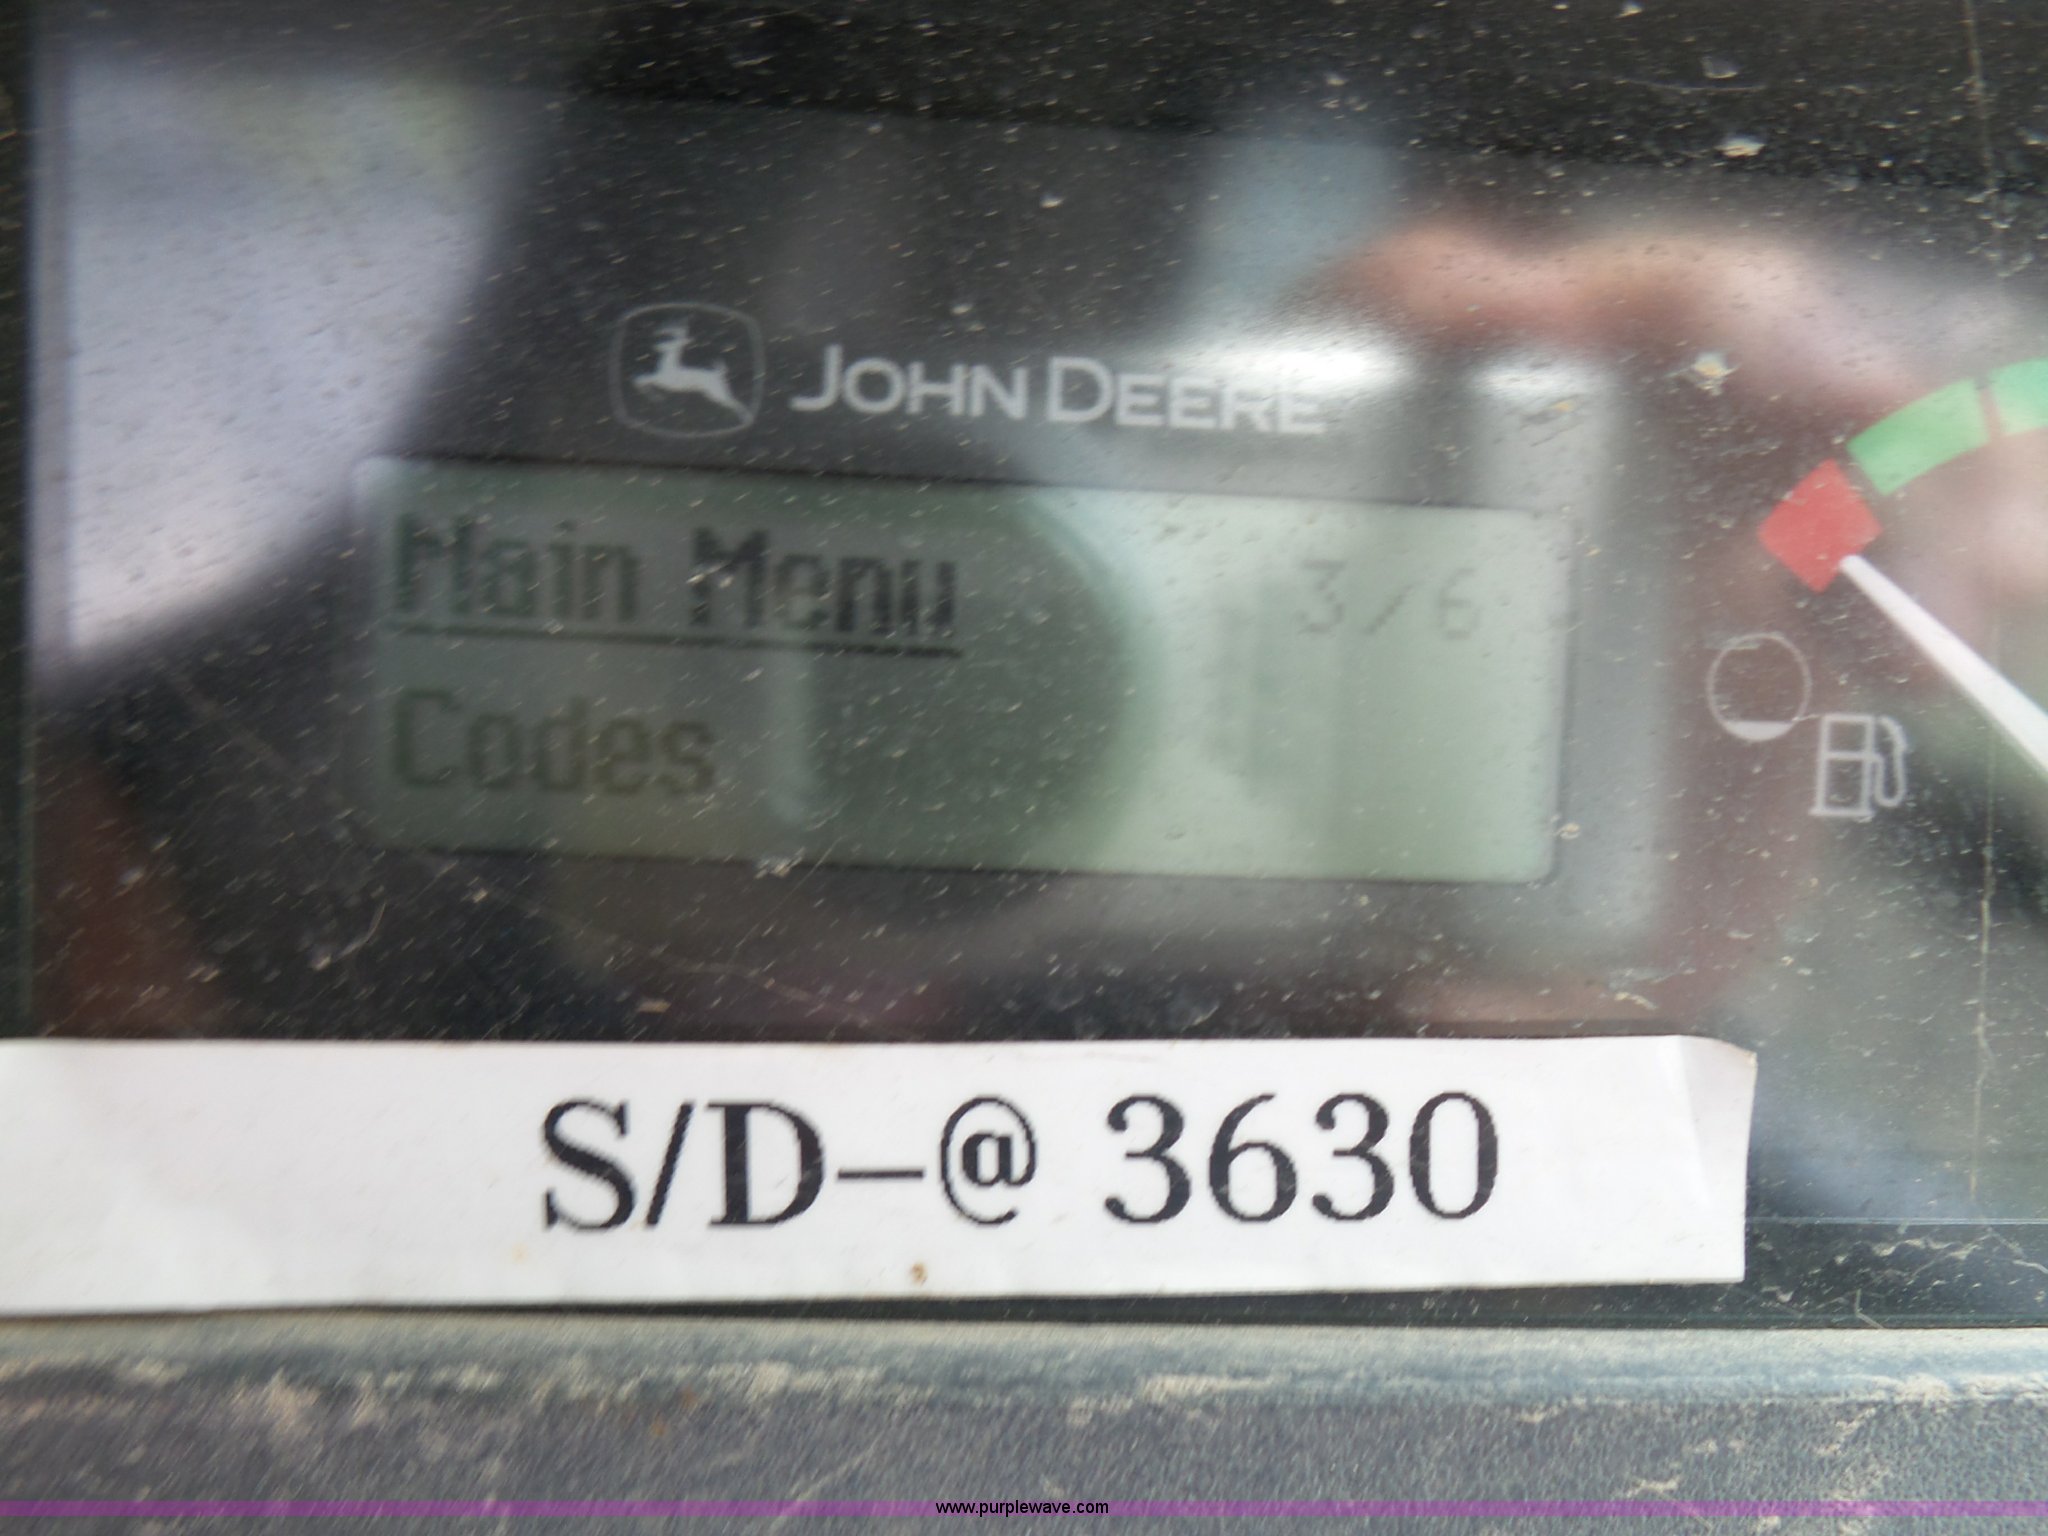 JOHN DEERE
Main Menu 3/6
Codes
S/D-@ 3630
www.purplewave.com